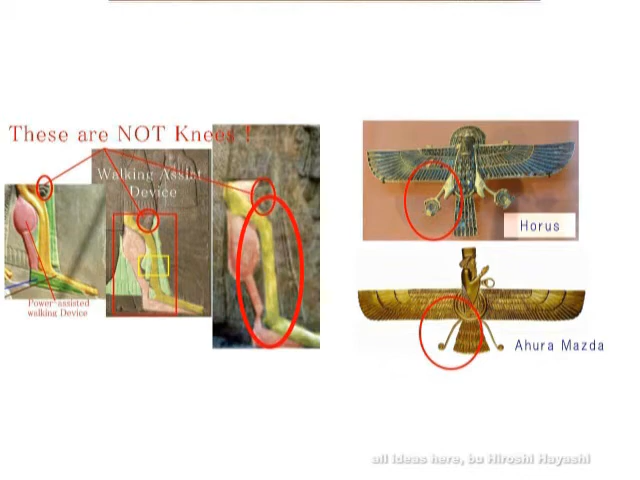 These are NOT Knees !
Walking Assist
Device
Power assisted
walking Device
Horus
Ahura Mazda
all ideas here, bu Hiroshi Hayashi